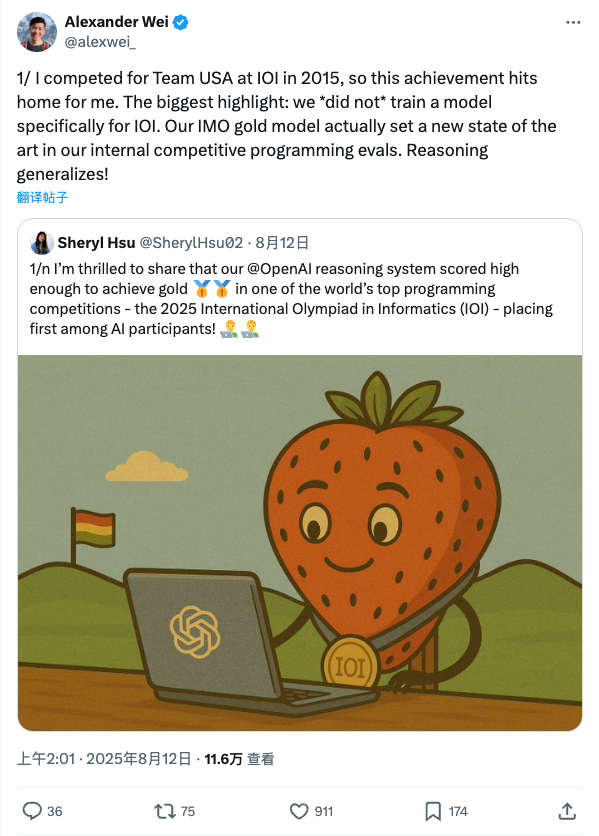 Alexander Wei
@alexwei_
1/ I competed for Team USA at IOI in 2015, so this achievement hits
home for me. The biggest highlight: we *did not* train a model
specifically for IOI. Our IMO gold model actually set a new state of the
art in our internal competitive programming evals. Reasoning
generalizes!
翻译帖子
Sheryl Hsu @SherylHsu02 · 8月12日
1/n I’m thrilled to share that our @OpenAI reasoning system scored high
enough to achieve gold 🥇🥇 in one of the world’s top programming
competitions - the 2025 International Olympiad in Informatics (IOI) - placing
first among AI participants! 👨‍💻👨‍💻
IOI
上午2:01 · 2025年8月12日 · 11.6万 查看
36 75 911 174